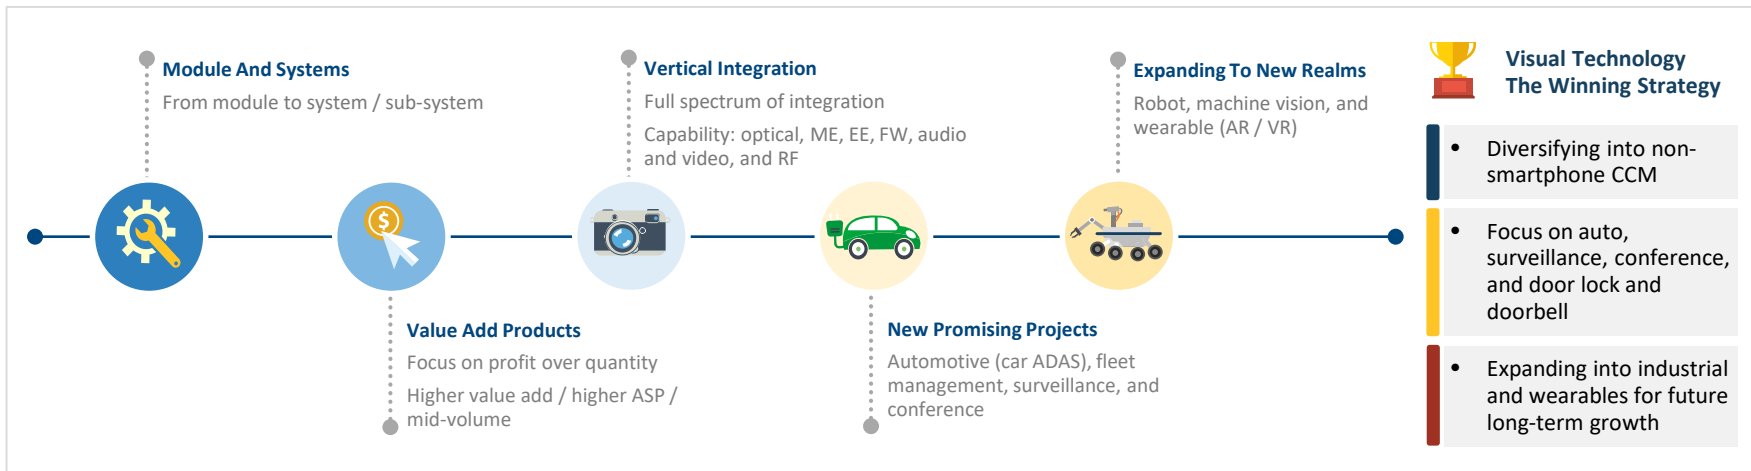 Module And Systems
From module to system / sub-system
$
Value Add Products
Focus on profit over quantity
Higher value add / higher ASP /
mid-volume
Vertical Integration
Full spectrum of integration
Capability: optical, ME, EE, FW, audio
and video, and RF
New Promising Projects
Automotive (car ADAS), fleet
management, surveillance, and
conference
Expanding To New Realms
Robot, machine vision, and
wearable (AR / VR)
Visual Technology
The Winning Strategy
• Diversifying into non-
smartphone CCM
• Focus on auto,
surveillance, conference,
and door lock and
doorbell
• Expanding into industrial
and wearables for future
long-term growth